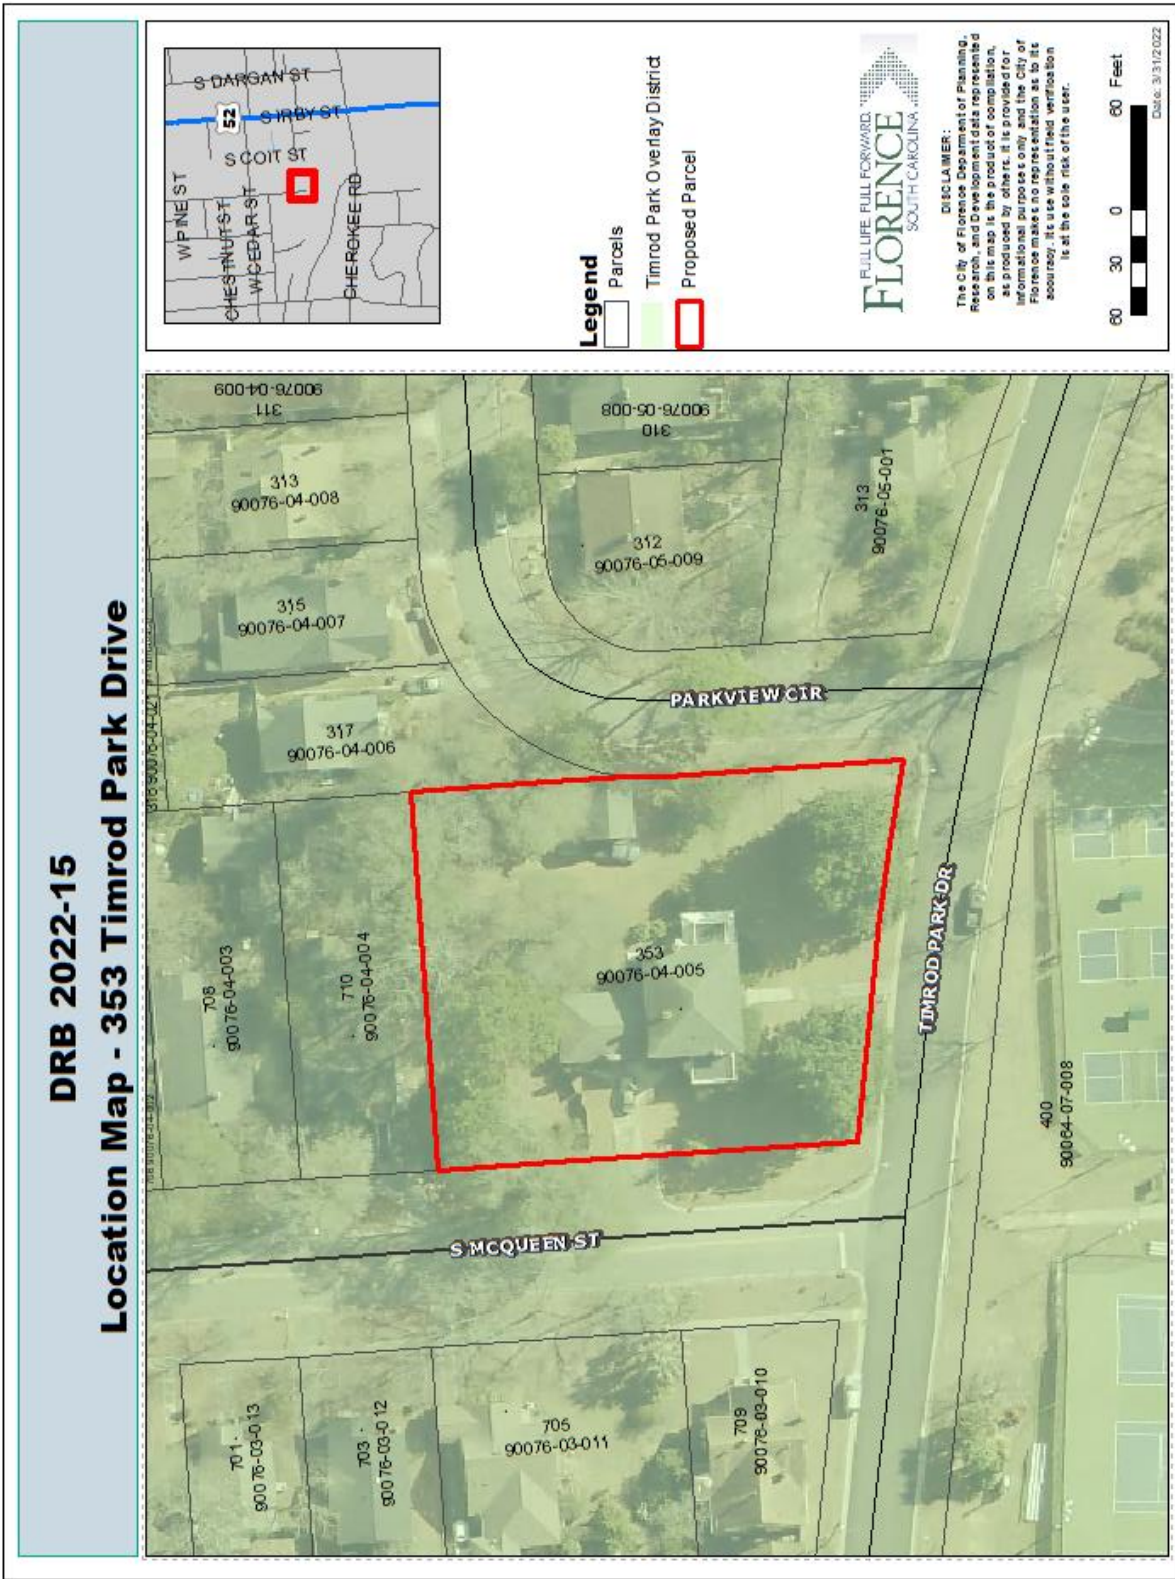 DRB 2022-15
Location Map - 353 Timrod Park Drive
701
90076-03-013
703
90076-03-012
705
90076-03-011
709
90076-03-010
S MCQUEEN ST
708
90076-04-003
710
90076-04-004
353
90076-04-005
TIMROD PARK DR
400
90064-07-008
317
90076-04-006
315
90076-04-007
313
90076-04-008
311
90076-04-009
PARKVIEW CIR
312
90076-05-009
310
90076-05-008
313
90076-05-001
W PINE ST
CHESTNUT ST
W CEDAR ST
CHEROKEE RD
S COIT ST
S IRBY ST
52
S DARGAN ST
Legend
Parcels
Timrod Park Overlay District
Proposed Parcel
FULL LIFE. FULL FORWARD.
FLORENCE
SOUTH CAROLINA
DISCLAIMER:
The City of Florence Department of Planning,
Research, and Development data represented
on this map is the product of compilation,
as produced by others. It is provided for
informational purposes only and the City of
Florence makes no representation as to its
accuracy. Its use without field verification
is at the sole risk of the user.
60 30 0 60 Feet
Date: 3/31/2022